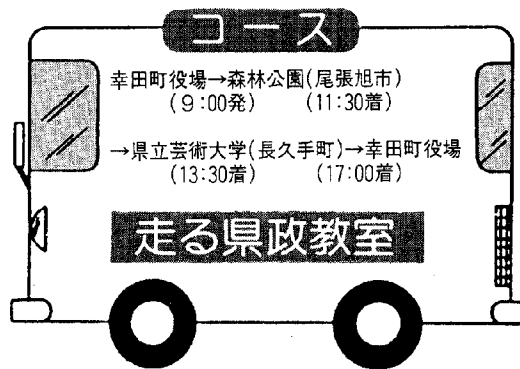 コース
幸田町役場→森林公園(尾張旭市)
(9:00発) (11:30着)
→県立芸術大学(長久手町)→幸田町役場
(13:30着) (17:00着)
走る県政教室